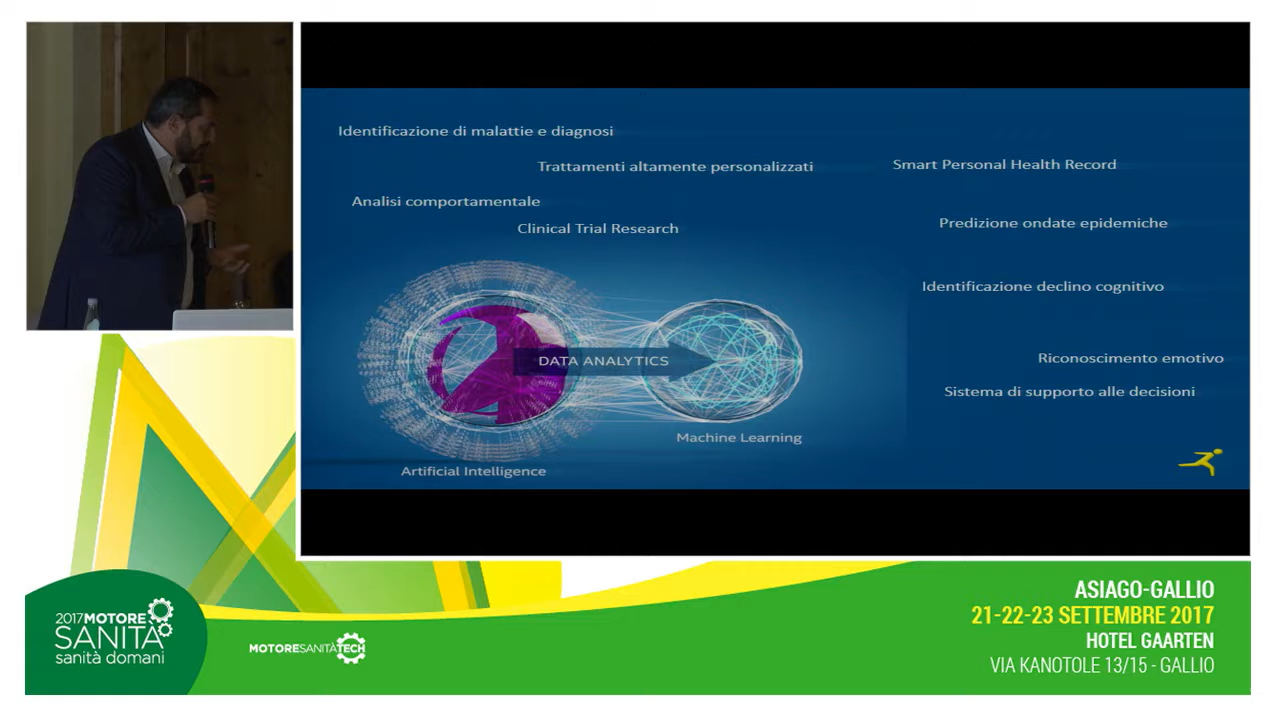 Identificazione di malattie e diagnosi
Trattamenti altamente personalizzati
Smart Personal Health Record
Analisi comportamentale
Clinical Trial Research
Predizione ondate epidemiche
Identificazione declino cognitivo
DATA ANALYTICS
Riconoscimento emotivo
Sistema di supporto alle decisioni
Machine Learning
Artificial Intelligence
2017MOTORE
SANITÀ
sanità domani
MOTORESANITÀTECH
ASIAGO-GALLIO
21-22-23 SETTEMBRE 2017
HOTEL GAARTEN
VIA KANOTOLE 13/15 - GALLIO